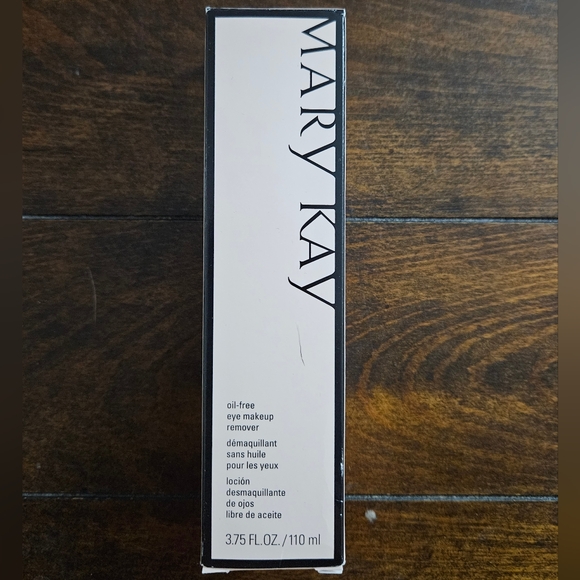 MARY KAY
oil-free
eye makeup
remover
démaquillant
sans huile
pour les yeux
loción
desmaquillante
de ojos
libre de aceite
3.75 FL.OZ./110 ml